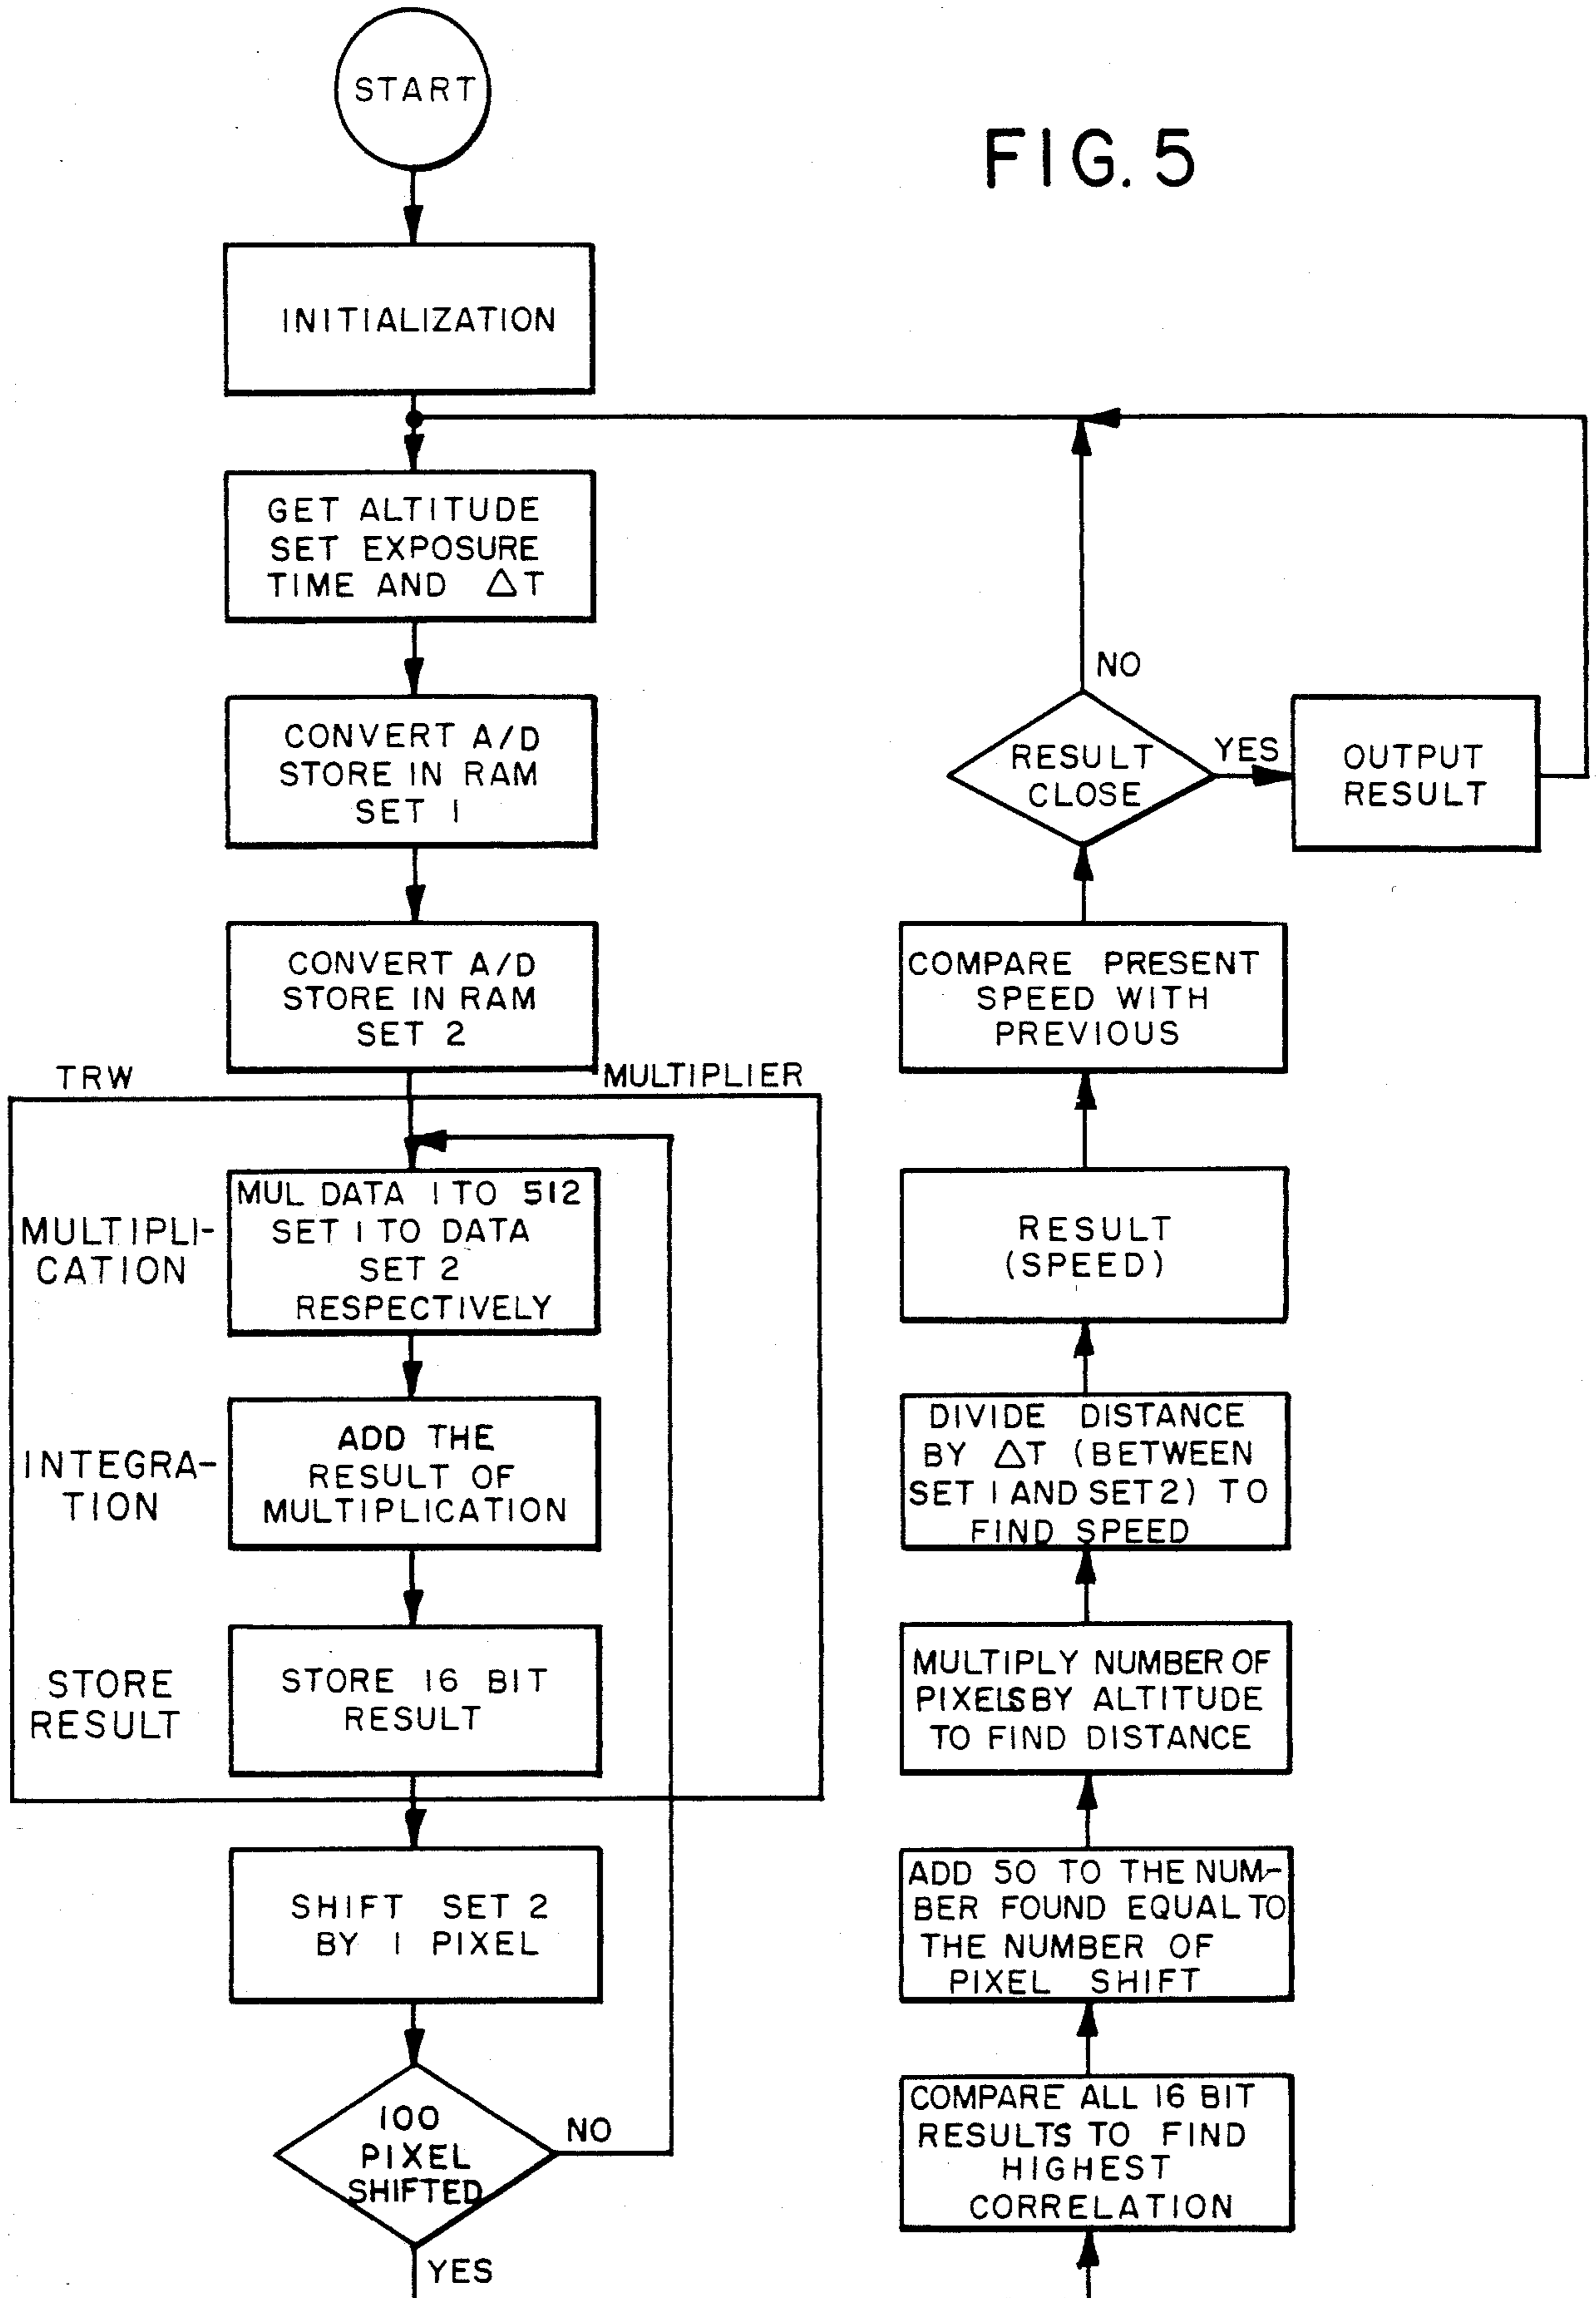 START
FIG. 5
INITIALIZATION
GET ALTITUDE
SET EXPOSURE
TIME AND △T
CONVERT A/D
STORE IN RAM
SET 1
CONVERT A/D
STORE IN RAM
SET 2
TRW
MULTIPLIER
MULTIPLI-
CATION
MUL DATA 1 TO 512
SET 1 TO DATA
SET 2
RESPECTIVELY
INTEGRA-
TION
ADD THE
RESULT OF
MULTIPLICATION
STORE
RESULT
STORE 16 BIT
RESULT
SHIFT SET 2
BY 1 PIXEL
100
PIXEL
SHIFTED
NO
YES
COMPARE ALL 16 BIT
RESULTS TO FIND
HIGHEST
CORRELATION
ADD 50 TO THE NUM-
BER FOUND EQUAL TO
THE NUMBER OF
PIXEL SHIFT
MULTIPLY NUMBER OF
PIXELS BY ALTITUDE
TO FIND DISTANCE
DIVIDE DISTANCE
BY △T (BETWEEN
SET 1 AND SET 2) TO
FIND SPEED
RESULT
(SPEED)
COMPARE PRESENT
SPEED WITH
PREVIOUS
RESULT
CLOSE
NO
YES
OUTPUT
RESULT